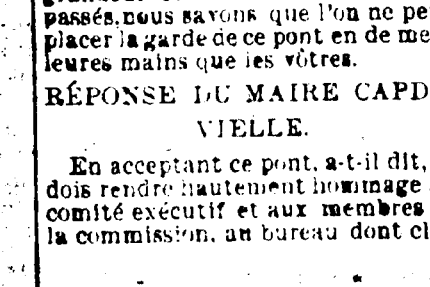 passés, nous savons que l'on ne pe
placer la garde de ce pont en de me
leures mains que les vôtres.
RÉPONSE DU MAIRE CAPD
VIELLE.
En acceptant ce pont, a-t-il dit,
dois rendre hautement hommage
comité exécutif et aux membres
la commission, au bureau dont cl